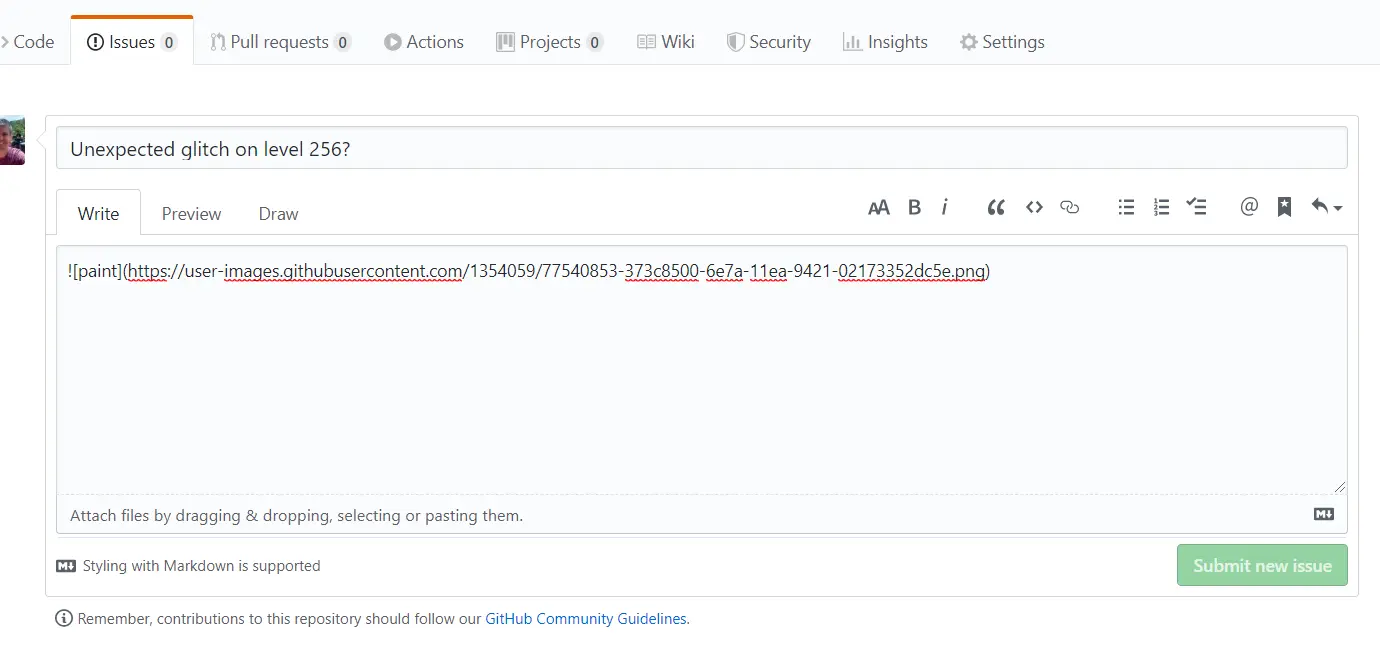 Code Issues 0 Pull requests 0 Actions Projects 0 Wiki Security Insights Settings
Unexpected glitch on level 256?
Write Preview Draw AA B i “ <> @
![paint](https://user-images.githubusercontent.com/1354059/77540853-373c8500-6e7a-11ea-9421-02173352dc5e.png)
Attach files by dragging & dropping, selecting or pasting them.
Styling with Markdown is supported
Submit new issue
Remember, contributions to this repository should follow our GitHub Community Guidelines.